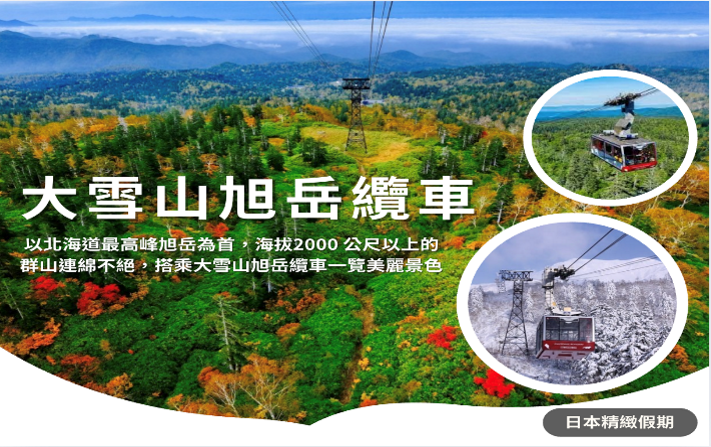 大雪山旭岳纜車
以北海道最高峰旭岳為首，海拔2000 公尺以上的
群山連綿不絕，搭乘大雪山旭岳纜車一覽美麗景色
日本精緻假期